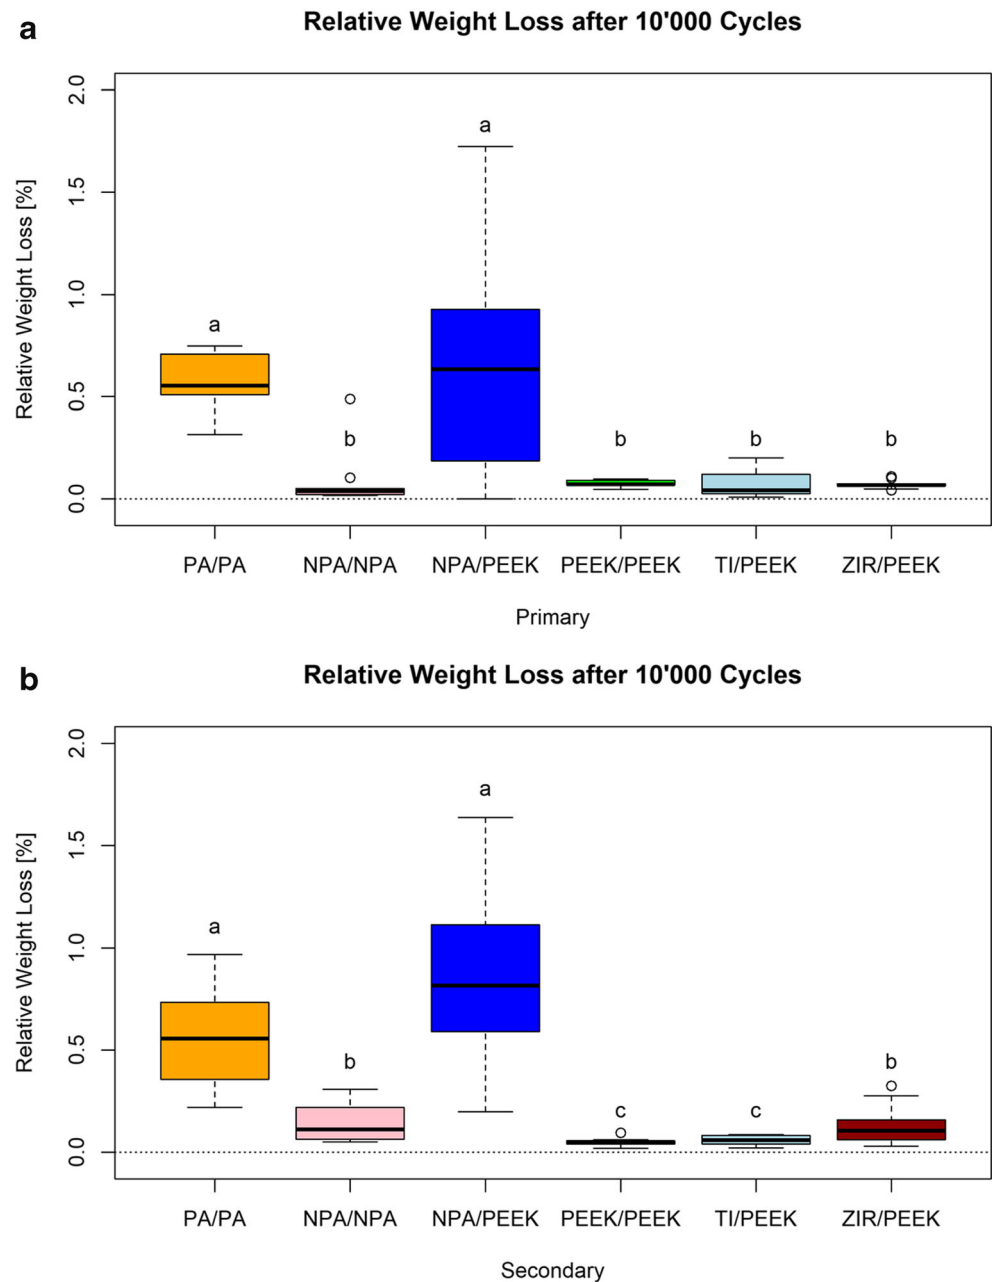 a
Relative Weight Loss after 10'000 Cycles
Relative Weight Loss [%]
2.0
1.5
1.0
0.5
0.0
a
b
a
b
b
b
PA/PA NPA/NPA NPA/PEEK PEEK/PEEK TI/PEEK ZIR/PEEK
Primary
b
Relative Weight Loss after 10'000 Cycles
Relative Weight Loss [%]
2.0
1.5
1.0
0.5
0.0
a
b
a
c
c
b
PA/PA NPA/NPA NPA/PEEK PEEK/PEEK TI/PEEK ZIR/PEEK
Secondary